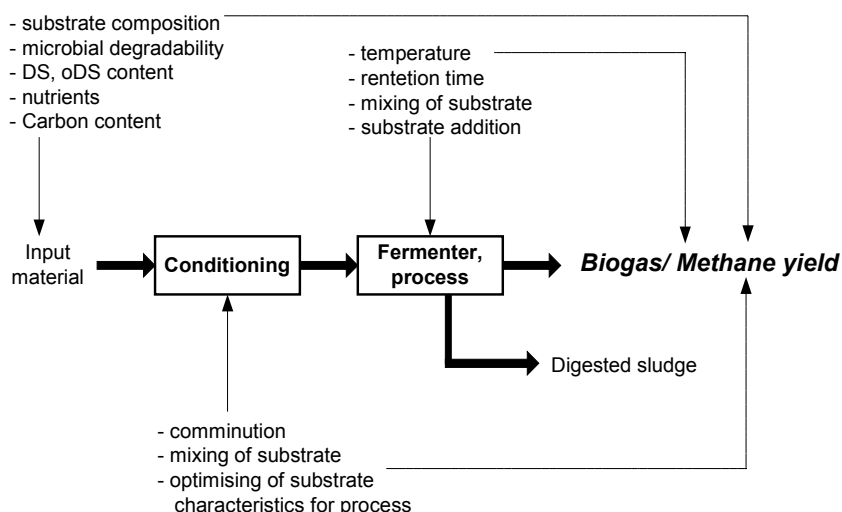 - substrate composition
- microbial degradability
- DS, oDS content
- nutrients
- Carbon content
- temperature
- rentetion time
- mixing of substrate
- substrate addition
Input
material
Conditioning
Fermenter,
process
Biogas/ Methane yield
Digested sludge
- comminution
- mixing of substrate
- optimising of substrate
characteristics for process